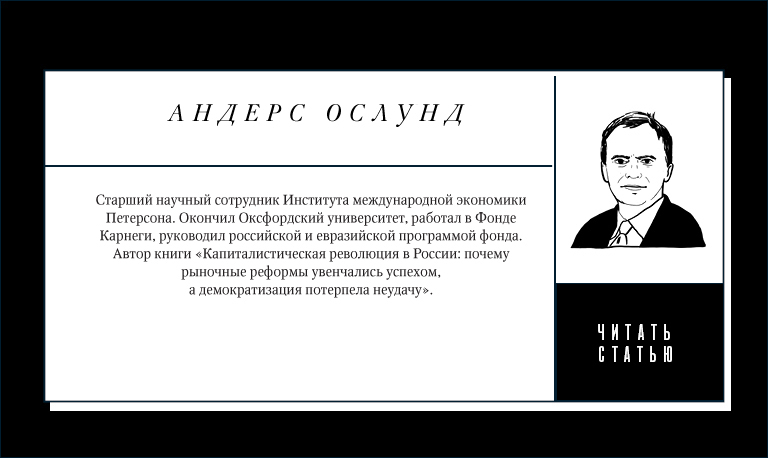 АНДЕРС ОСЛУНД
Старший научный сотрудник Института международной экономики
Петерсона. Окончил Оксфордский университет, работал в Фонде
Карнеги, руководил российской и евразийской программой фонда.
Автор книги «Капиталистическая революция в России: почему
рыночные реформы увенчались успехом,
а демократизация потерпела неудачу».
ЧИТАТЬ
СТАТЬЮ